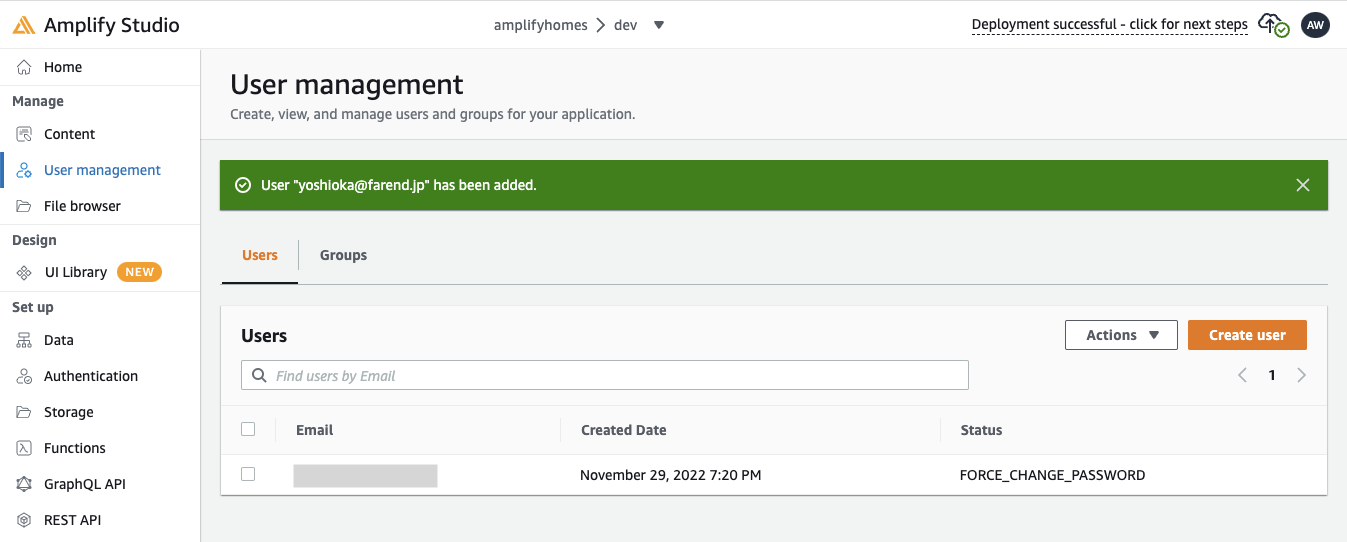 Amplify Studio
amplifyhomes > dev ▼
Deployment successful - click for next steps
AW
Home
Manage
Content
User management
File browser
Design
UI Library NEW
Set up
Data
Authentication
Storage
Functions
GraphQL API
REST API
User management
Create, view, and manage users and groups for your application.
User "yoshioka@farend.jp" has been added.
Users
Groups
Users
Actions ▼
Create user
Find users by Email
1
Email Created Date Status
November 29, 2022 7:20 PM FORCE_CHANGE_PASSWORD